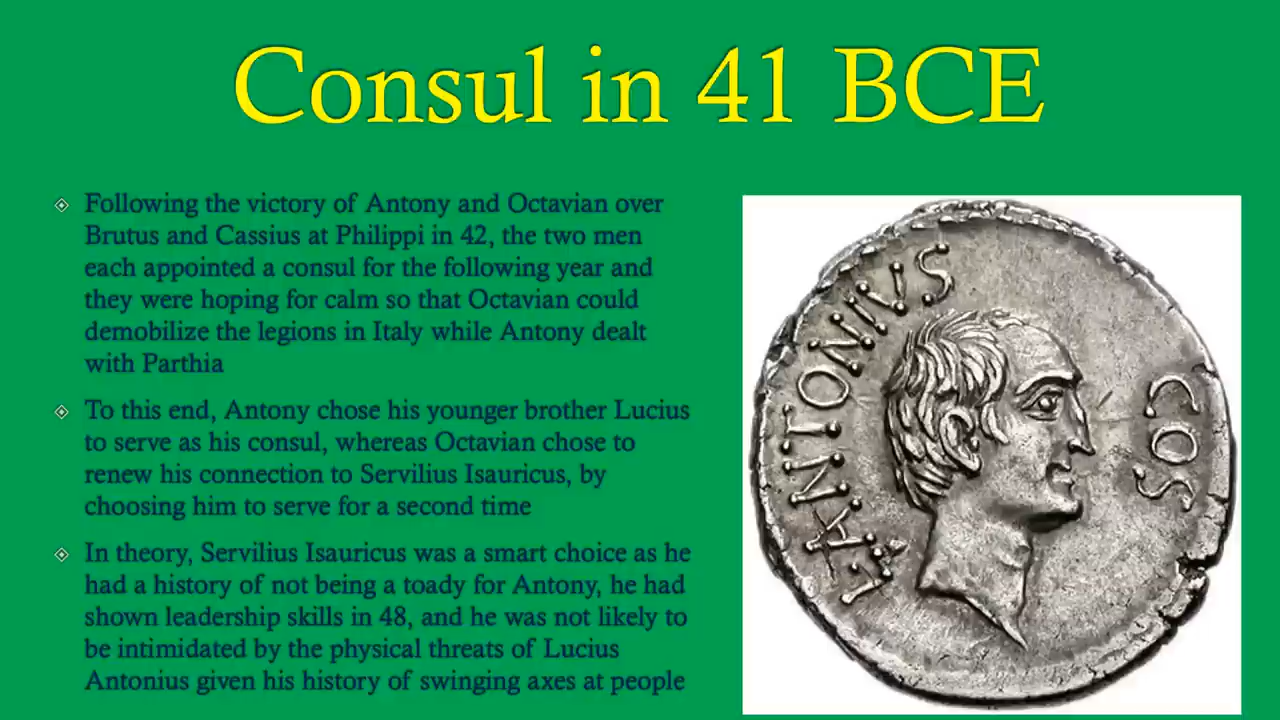 Consul in 41 BCE
Following the victory of Antony and Octavian over
Brutus and Cassius at Philippi in 42, the two men
each appointed a consul for the following year and
they were hoping for calm so that Octavian could
demobilize the legions in Italy while Antony dealt
with Parthia
To this end, Antony chose his younger brother Lucius
to serve as his consul, whereas Octavian chose to
renew his connection to Servilius Isauricus, by
choosing him to serve for a second time
In theory, Servilius Isauricus was a smart choice as he
had a history of not being a toady for Antony, he had
shown leadership skills in 48, and he was not likely to
be intimidated by the physical threats of Lucius
Antonius given his history of swinging axes at people
L·ANTONIVS
COS